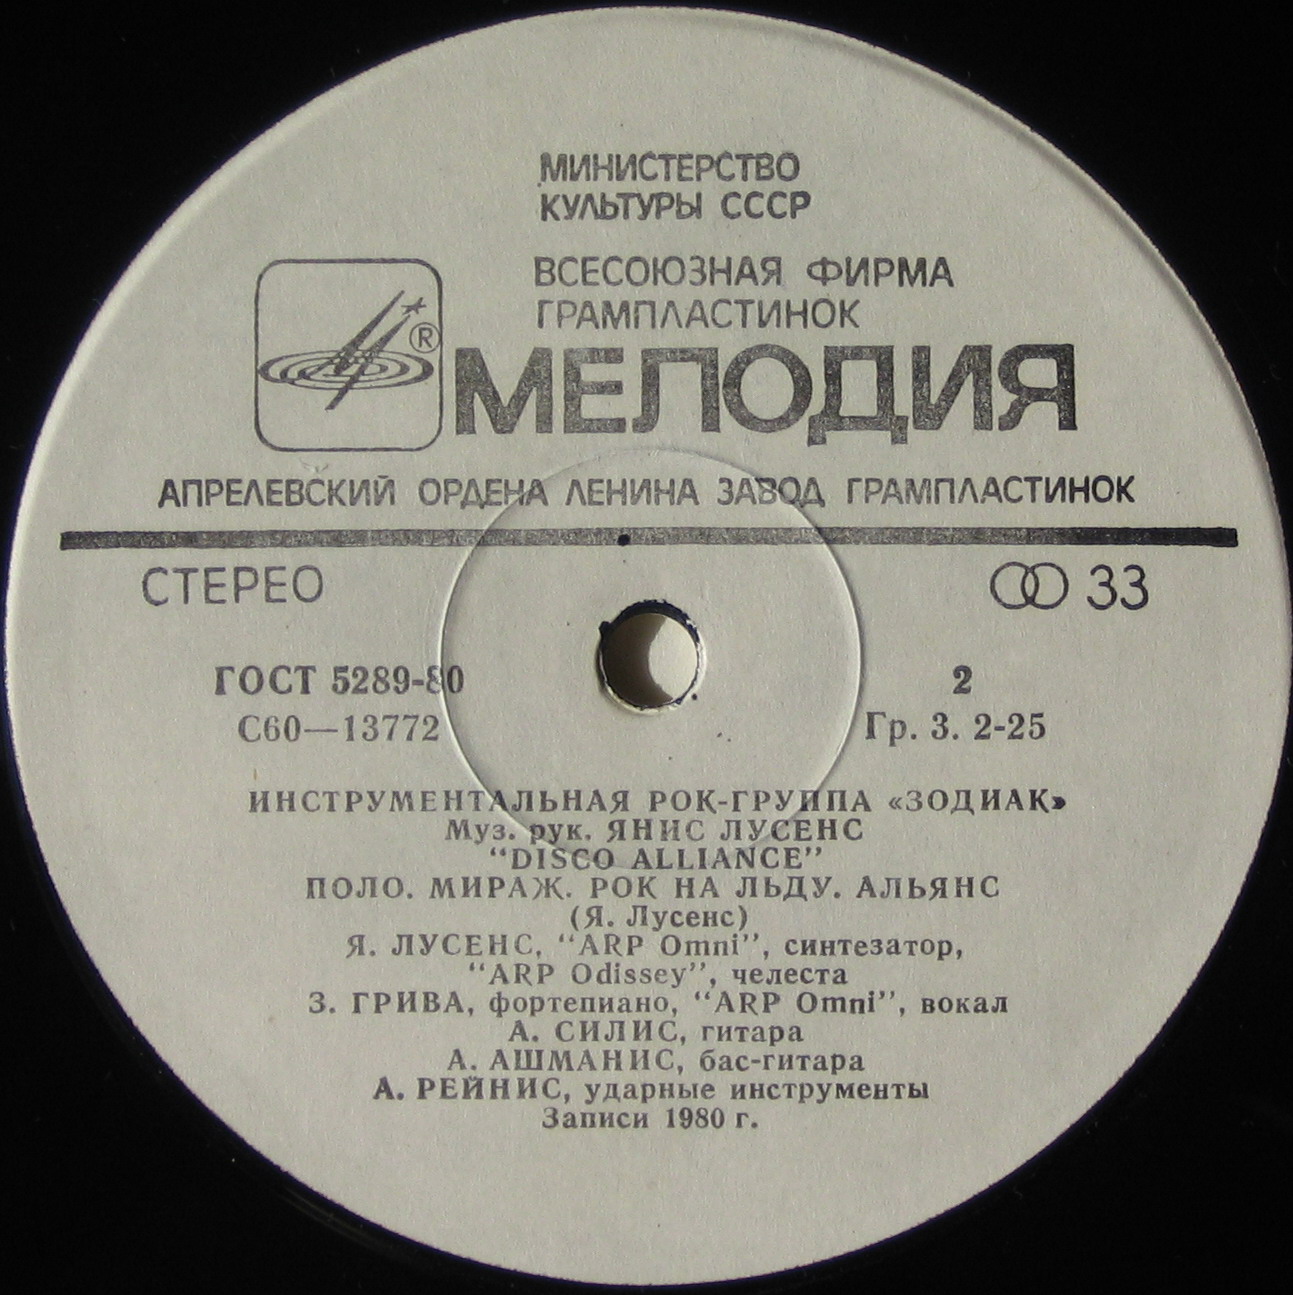 МИНИСТЕРСТВО
КУЛЬТУРЫ СССР
ВСЕСОЮЗНАЯ ФИРМА
ГРАМПЛАСТИНОК
®
МЕЛОДИЯ
АПРЕЛЕВСКИЙ ОРДЕНА ЛЕНИНА ЗАВОД ГРАМПЛАСТИНОК
СТЕРЕО
33
ГОСТ 5289-80
2
С60—13772
Гр. 3. 2-25
ИНСТРУМЕНТАЛЬНАЯ РОК-ГРУППА «ЗОДИАК»
Муз. рук. ЯНИС ЛУСЕНС
“DISCO ALLIANCE”
ПОЛО. МИРАЖ. РОК НА ЛЬДУ. АЛЬЯНС
(Я. Лусенс)
Я. ЛУСЕНС, “ARP Omni”, синтезатор,
“ARP Odissey”, челеста
З. ГРИВА, фортепиано, “ARP Omni”, вокал
А. СИЛИС, гитара
А. АШМАНИС, бас-гитара
А. РЕЙНИС, ударные инструменты
Записи 1980 г.